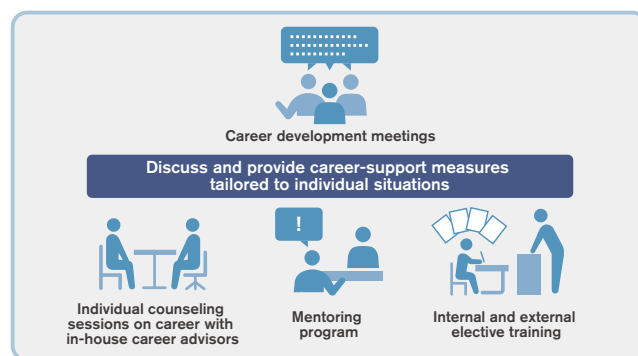 Career development meetings
Discuss and provide career-support measures
tailored to individual situations
!
Individual counseling
sessions on career with
in-house career advisors
Mentoring
program
Internal and external
elective training